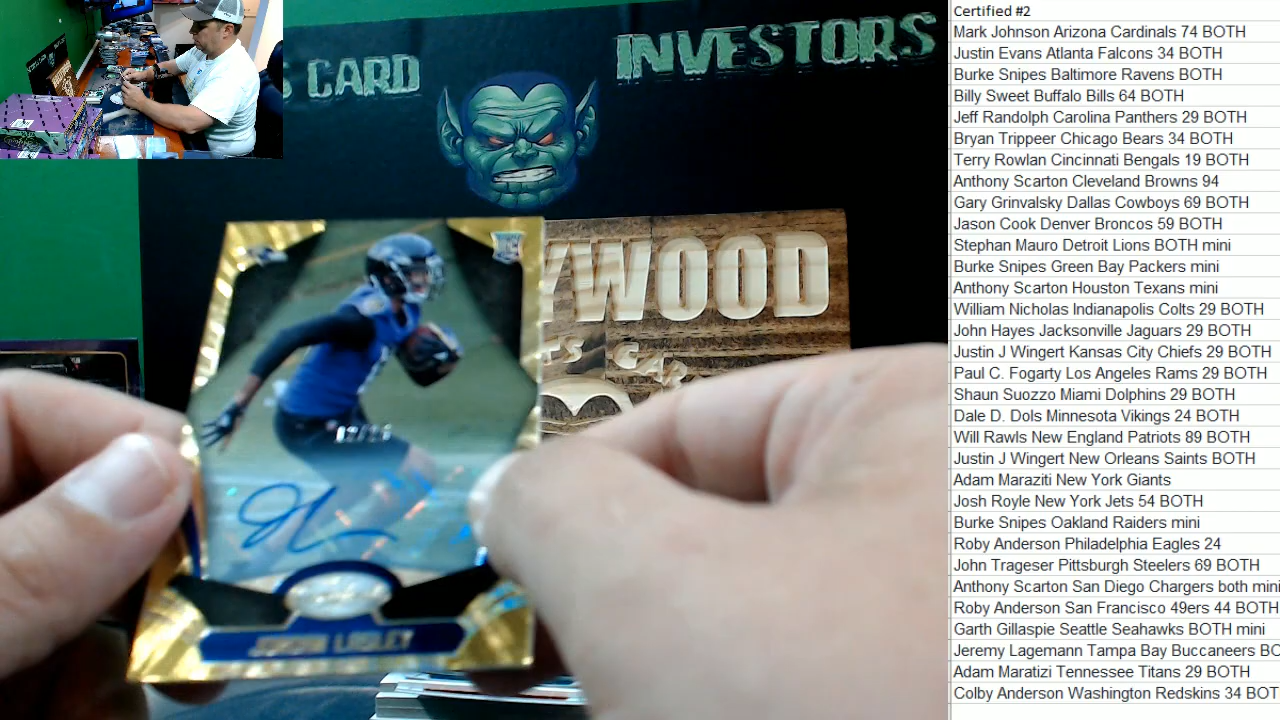 S CARD
INVESTORS
YWOOD
TS CAR
JORDAN LASLEY
Certified #2
Mark Johnson Arizona Cardinals 74 BOTH
Justin Evans Atlanta Falcons 34 BOTH
Burke Snipes Baltimore Ravens BOTH
Billy Sweet Buffalo Bills 64 BOTH
Jeff Randolph Carolina Panthers 29 BOTH
Bryan Trippeer Chicago Bears 34 BOTH
Terry Rowlan Cincinnati Bengals 19 BOTH
Anthony Scarton Cleveland Browns 94
Gary Grinvalsky Dallas Cowboys 69 BOTH
Jason Cook Denver Broncos 59 BOTH
Stephan Mauro Detroit Lions BOTH mini
Burke Snipes Green Bay Packers mini
Anthony Scarton Houston Texans mini
William Nicholas Indianapolis Colts 29 BOTH
John Hayes Jacksonville Jaguars 29 BOTH
Justin J Wingert Kansas City Chiefs 29 BOTH
Paul C. Fogarty Los Angeles Rams 29 BOTH
Shaun Suozzo Miami Dolphins 29 BOTH
Dale D. Dols Minnesota Vikings 24 BOTH
Will Rawls New England Patriots 89 BOTH
Justin J Wingert New Orleans Saints BOTH
Adam Maraziti New York Giants
Josh Royle New York Jets 54 BOTH
Burke Snipes Oakland Raiders mini
Roby Anderson Philadelphia Eagles 24
John Trageser Pittsburgh Steelers 69 BOTH
Anthony Scarton San Diego Chargers both mini
Roby Anderson San Francisco 49ers 44 BOTH
Garth Gillaspie Seattle Seahawks BOTH mini
Jeremy Lagemann Tampa Bay Buccaneers BO
Adam Maratizi Tennessee Titans 29 BOTH
Colby Anderson Washington Redskins 34 BOT